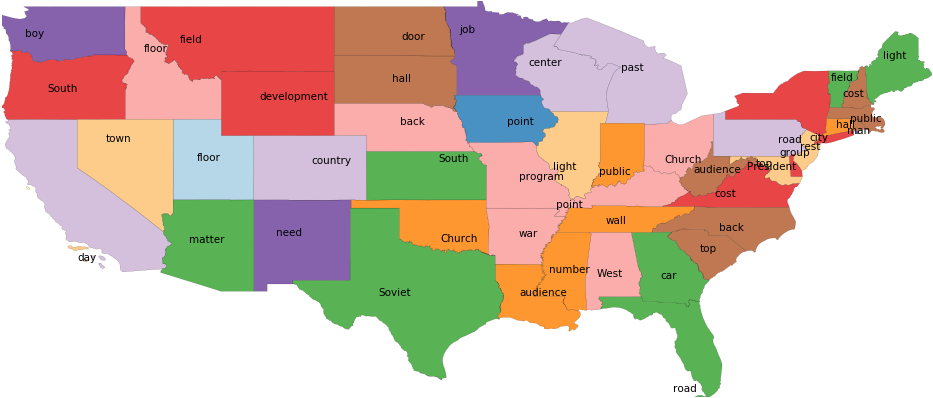 boy
floor
field
door
job
center
past
light
South
development
hall
field
cost
town
floor
country
back
point
public
hall
man
road
city
rest
group
South
program
light
public
Church
audience
top
President
cost
matter
need
Church
war
point
wall
back
top
day
Soviet
audience
number
West
car
road